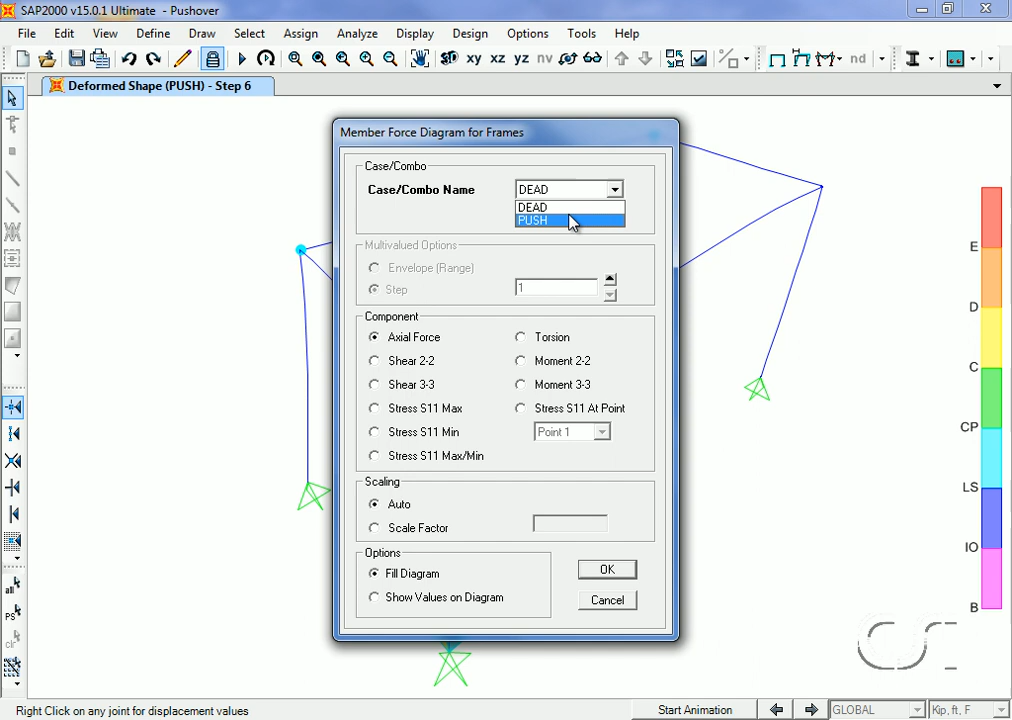 SAP2000 v15.0.1 Ultimate - Pushover
File Edit View Define Draw Select Assign Analyze Display Design Options Tools Help
3D xy xz yz nv nd
Deformed Shape (PUSH) - Step 6
Member Force Diagram for Frames
Case/Combo
Case/Combo Name DEAD
DEAD
PUSH
Multivalued Options
Envelope (Range)
Step 1
Component
Axial Force Torsion
Shear 2-2 Moment 2-2
Shear 3-3 Moment 3-3
Stress S11 Max Stress S11 At Point
Stress S11 Min Point 1
Stress S11 Max/Min
Scaling
Auto
Scale Factor
Options
Fill Diagram OK
Show Values on Diagram Cancel
E
D
C
CP
LS
IO
B
all
PS
clr
CSI
Right Click on any joint for displacement values Start Animation GLOBAL Kip, ft, F